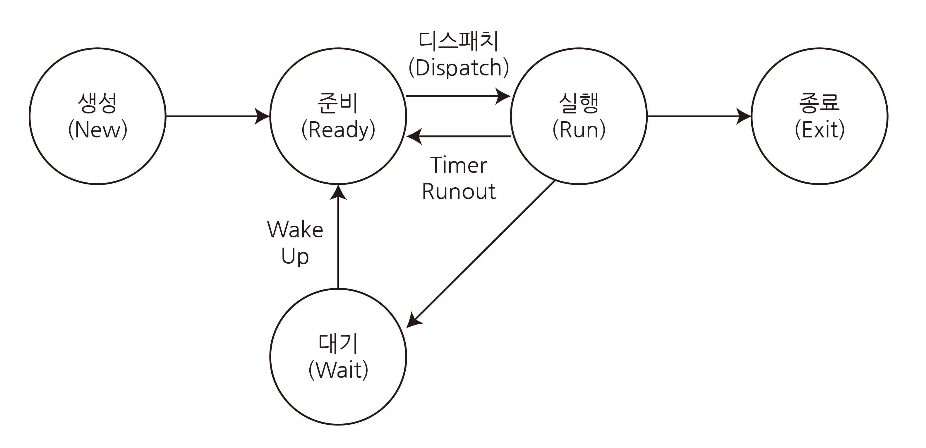 디스패치
(Dispatch)
생성
(New)
준비
(Ready)
실행
(Run)
종료
(Exit)
Timer
Runout
Wake
Up
대기
(Wait)